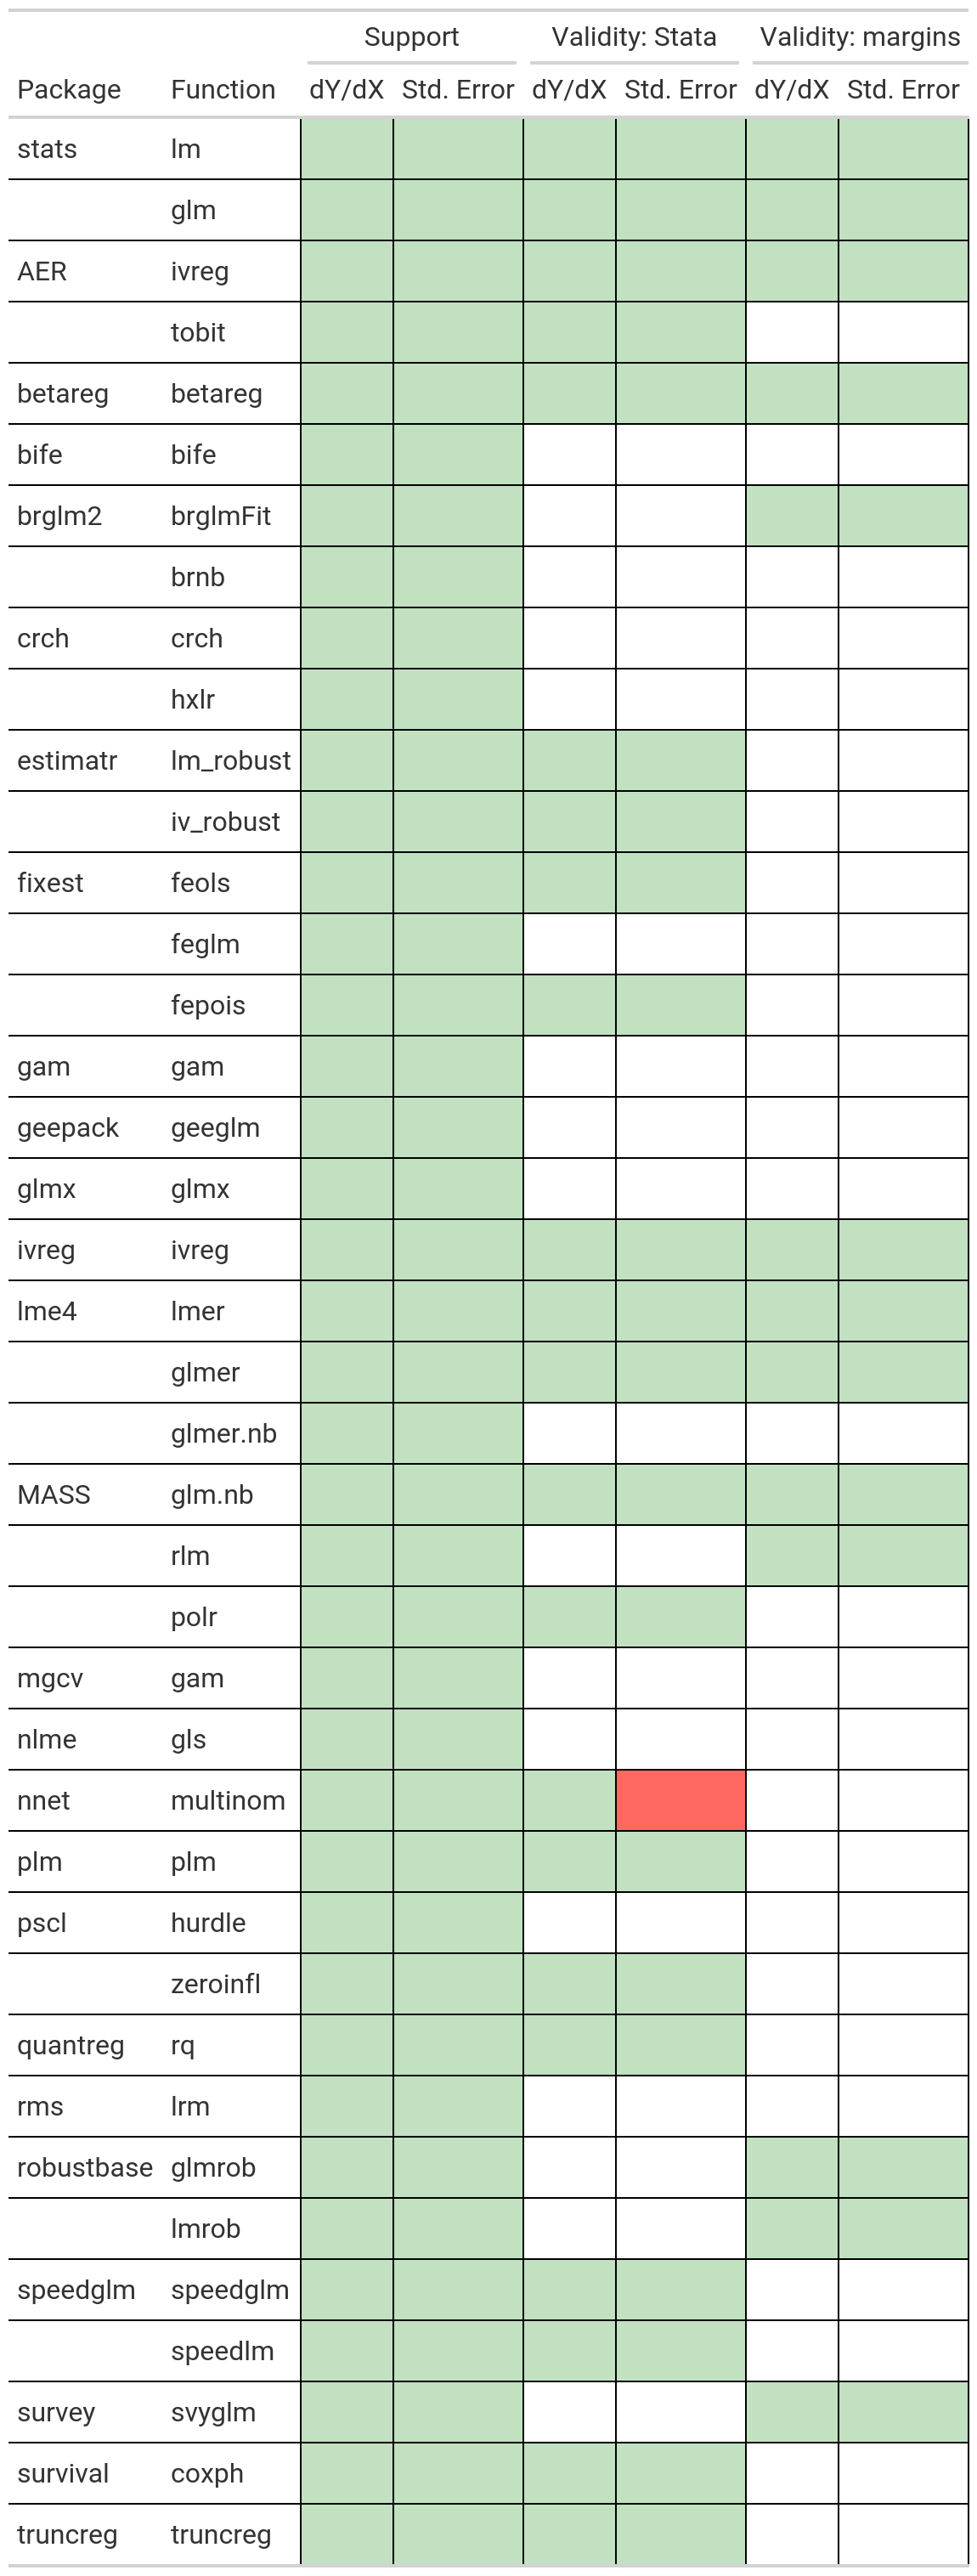 Support Validity: Stata Validity: margins
Package Function dY/dX Std. Error dY/dX Std. Error dY/dX Std. Error
stats lm
glm
AER ivreg
tobit
betareg betareg
bife bife
brglm2 brglmFit
brnb
crch crch
hxlr
estimatr lm_robust
iv_robust
fixest feols
feglm
fepois
gam gam
geepack geeglm
glmx glmx
ivreg ivreg
lme4 lmer
glmer
glmer.nb
MASS glm.nb
rlm
polr
mgcv gam
nlme gls
nnet multinom
plm plm
pscl hurdle
zeroinfl
quantreg rq
rms lrm
robustbase glmrob
lmrob
speedglm speedglm
speedlm
survey svyglm
survival coxph
truncreg truncreg